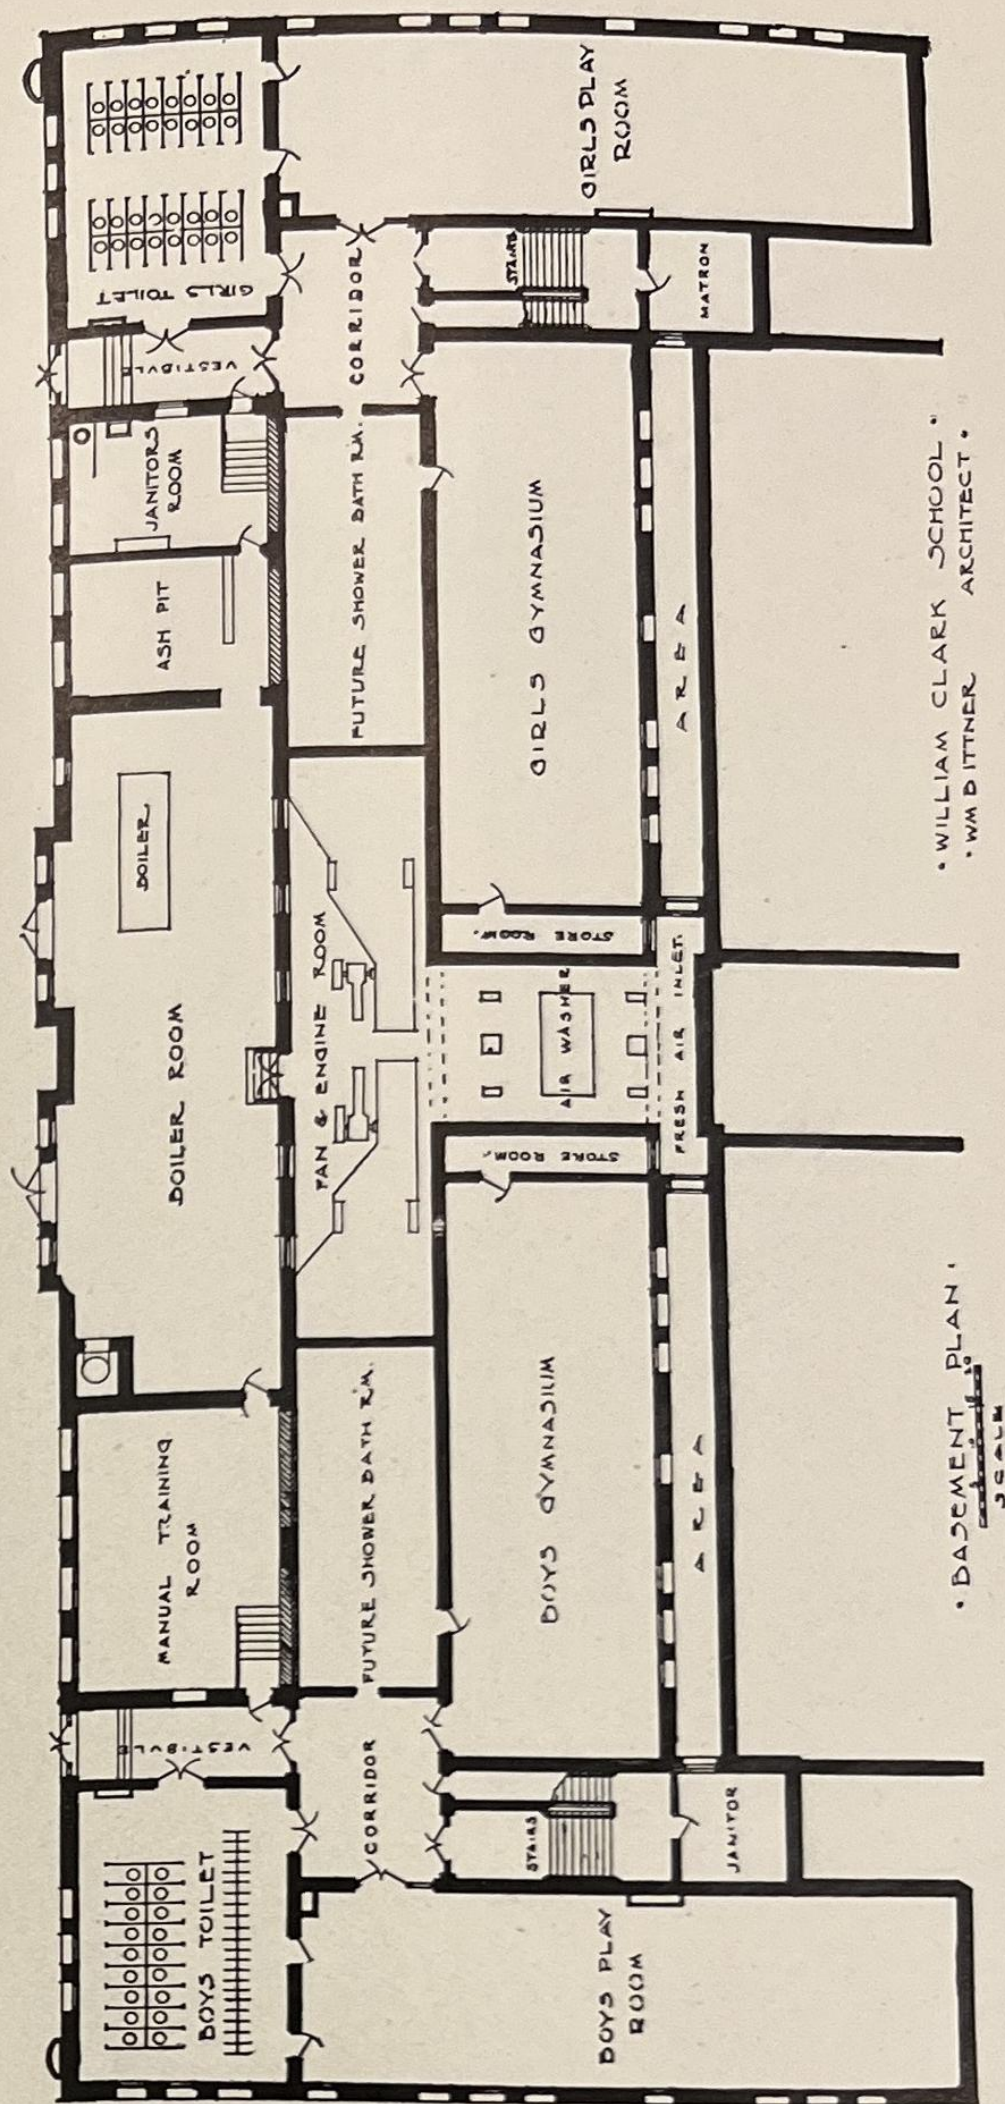 GIRLS TOILET
GIRLS PLAY
ROOM
VESTIBVLE
CORRIDOR
STAIRS
MATRON
JANITORS
ROOM
ASH PIT
FUTURE SHOWER BATH RM.
GIRLS GYMNASIUM
AREA
BOILER
BOILER ROOM
FAN & ENGINE ROOM
STORE ROOM.
AIR WASHER
FRESH AIR INLET.
STORE ROOM.
MANUAL TRAINING
ROOM
FUTURE SHOWER BATH RM.
BOYS GYMNASIUM
AREA
VESTIBVLE
CORRIDOR
STAIRS
JANITOR
BOYS TOILET
BOYS PLAY
ROOM
• BASEMENT PLAN •
SCALE
• WILLIAM CLARK SCHOOL •
• WM B ITTNER ARCHITECT •